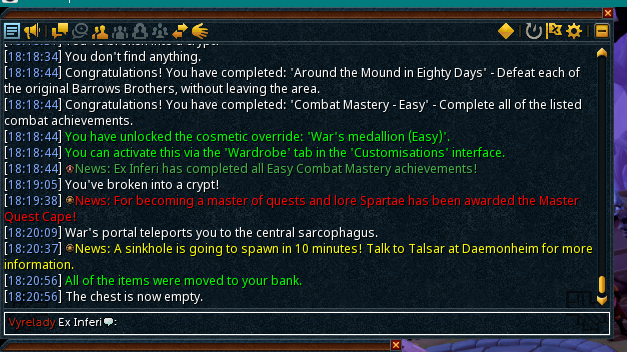 [18:18:34] You don't find anything.
[18:18:44] Congratulations! You have completed: 'Around the Mound in Eighty Days' - Defeat each of
the original Barrows Brothers, without leaving the area.
[18:18:44] Congratulations! You have completed: 'Combat Mastery - Easy' - Complete all of the listed
combat achievements.
[18:18:44] You have unlocked the cosmetic override: 'War's medallion (Easy)'.
[18:18:44] You can activate this via the 'Wardrobe' tab in the 'Customisations' interface.
[18:18:44] News: Ex Inferi has completed all Easy Combat Mastery achievements!
[18:19:05] You've broken into a crypt!
[18:19:38] News: For becoming a master of quests and lore Spartae has been awarded the Master
Quest Cape!
[18:20:09] War's portal teleports you to the central sarcophagus.
[18:20:37] News: A sinkhole is going to spawn in 10 minutes! Talk to Talsar at Daemonheim for more
information.
[18:20:56] All of the items were moved to your bank.
[18:20:56] The chest is now empty.
Vyrelady Ex Inferi: